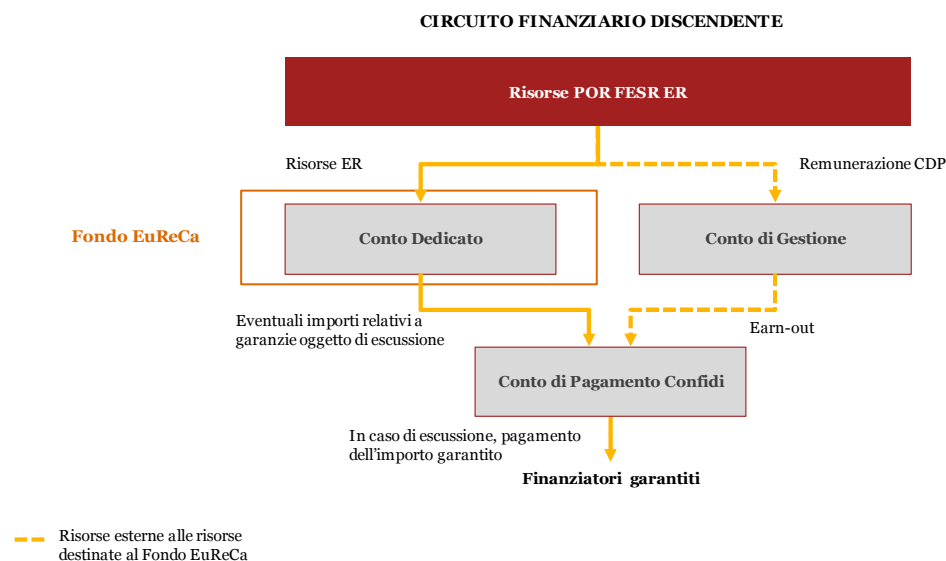 CIRCUITO FINANZIARIO DISCENDENTE
Risorse POR FESR ER
Risorse ER
Remunerazione CDP
Fondo EuReCa
Conto Dedicato
Conto di Gestione
Eventuali importi relativi a
garanzie oggetto di escussione
Earn-out
Conto di Pagamento Confidi
In caso di escussione, pagamento
dell'importo garantito
Finanziatori garantiti
Risorse esterne alle risorse
destinate al Fondo EuReCa